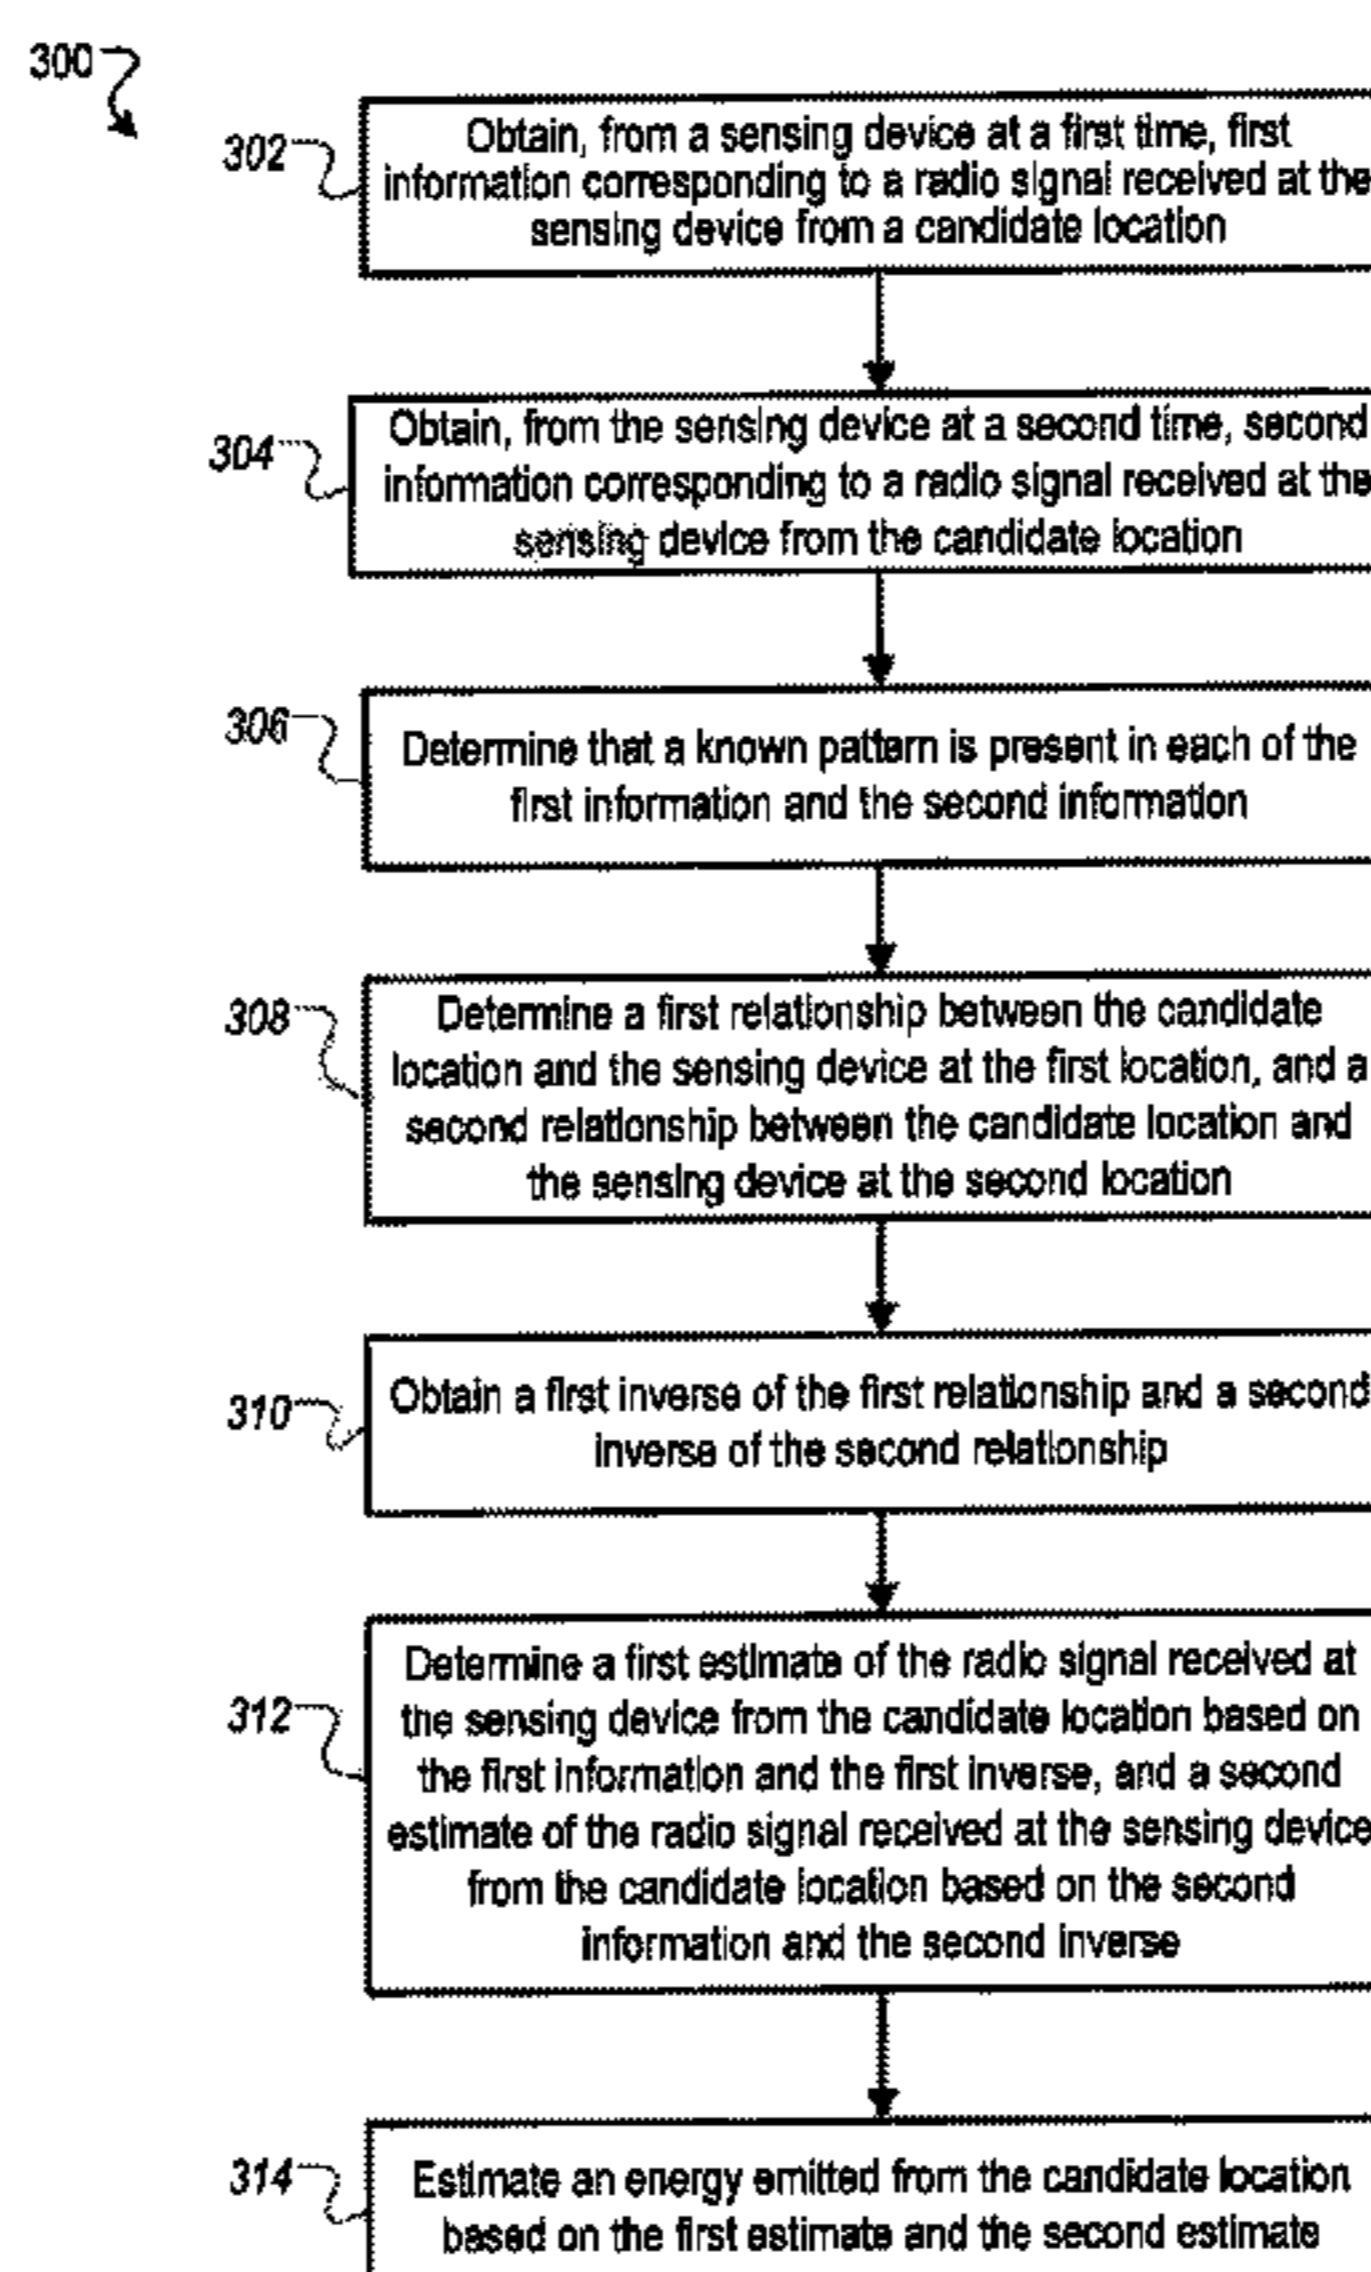 300
302
Obtain, from a sensing device at a first time, first
information corresponding to a radio signal received at the
sensing device from a candidate location
304
Obtain, from the sensing device at a second time, second
information corresponding to a radio signal received at the
sensing device from the candidate location
306
Determine that a known pattern is present in each of the
first information and the second information
308
Determine a first relationship between the candidate
location and the sensing device at the first location, and a
second relationship between the candidate location and
the sensing device at the second location
310
Obtain a first inverse of the first relationship and a second
inverse of the second relationship
312
Determine a first estimate of the radio signal received at
the sensing device from the candidate location based on
the first information and the first inverse, and a second
estimate of the radio signal received at the sensing device
from the candidate location based on the second
information and the second inverse
314
Estimate an energy emitted from the candidate location
based on the first estimate and the second estimate